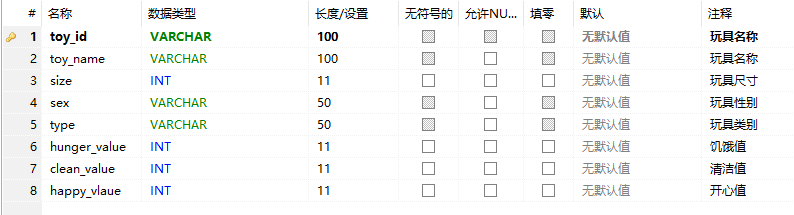 # 名称 数据类型 长度/设置 无符号的 允许NU... 填零 默认 注释
1 toy_id VARCHAR 100 无默认值 玩具名称
2 toy_name VARCHAR 100 无默认值 玩具名称
3 size INT 11 无默认值 玩具尺寸
4 sex VARCHAR 50 无默认值 玩具性别
5 type VARCHAR 50 无默认值 玩具类别
6 hunger_value INT 11 无默认值 饥饿值
7 clean_value INT 11 无默认值 清洁值
8 happy_vlaue INT 11 无默认值 开心值